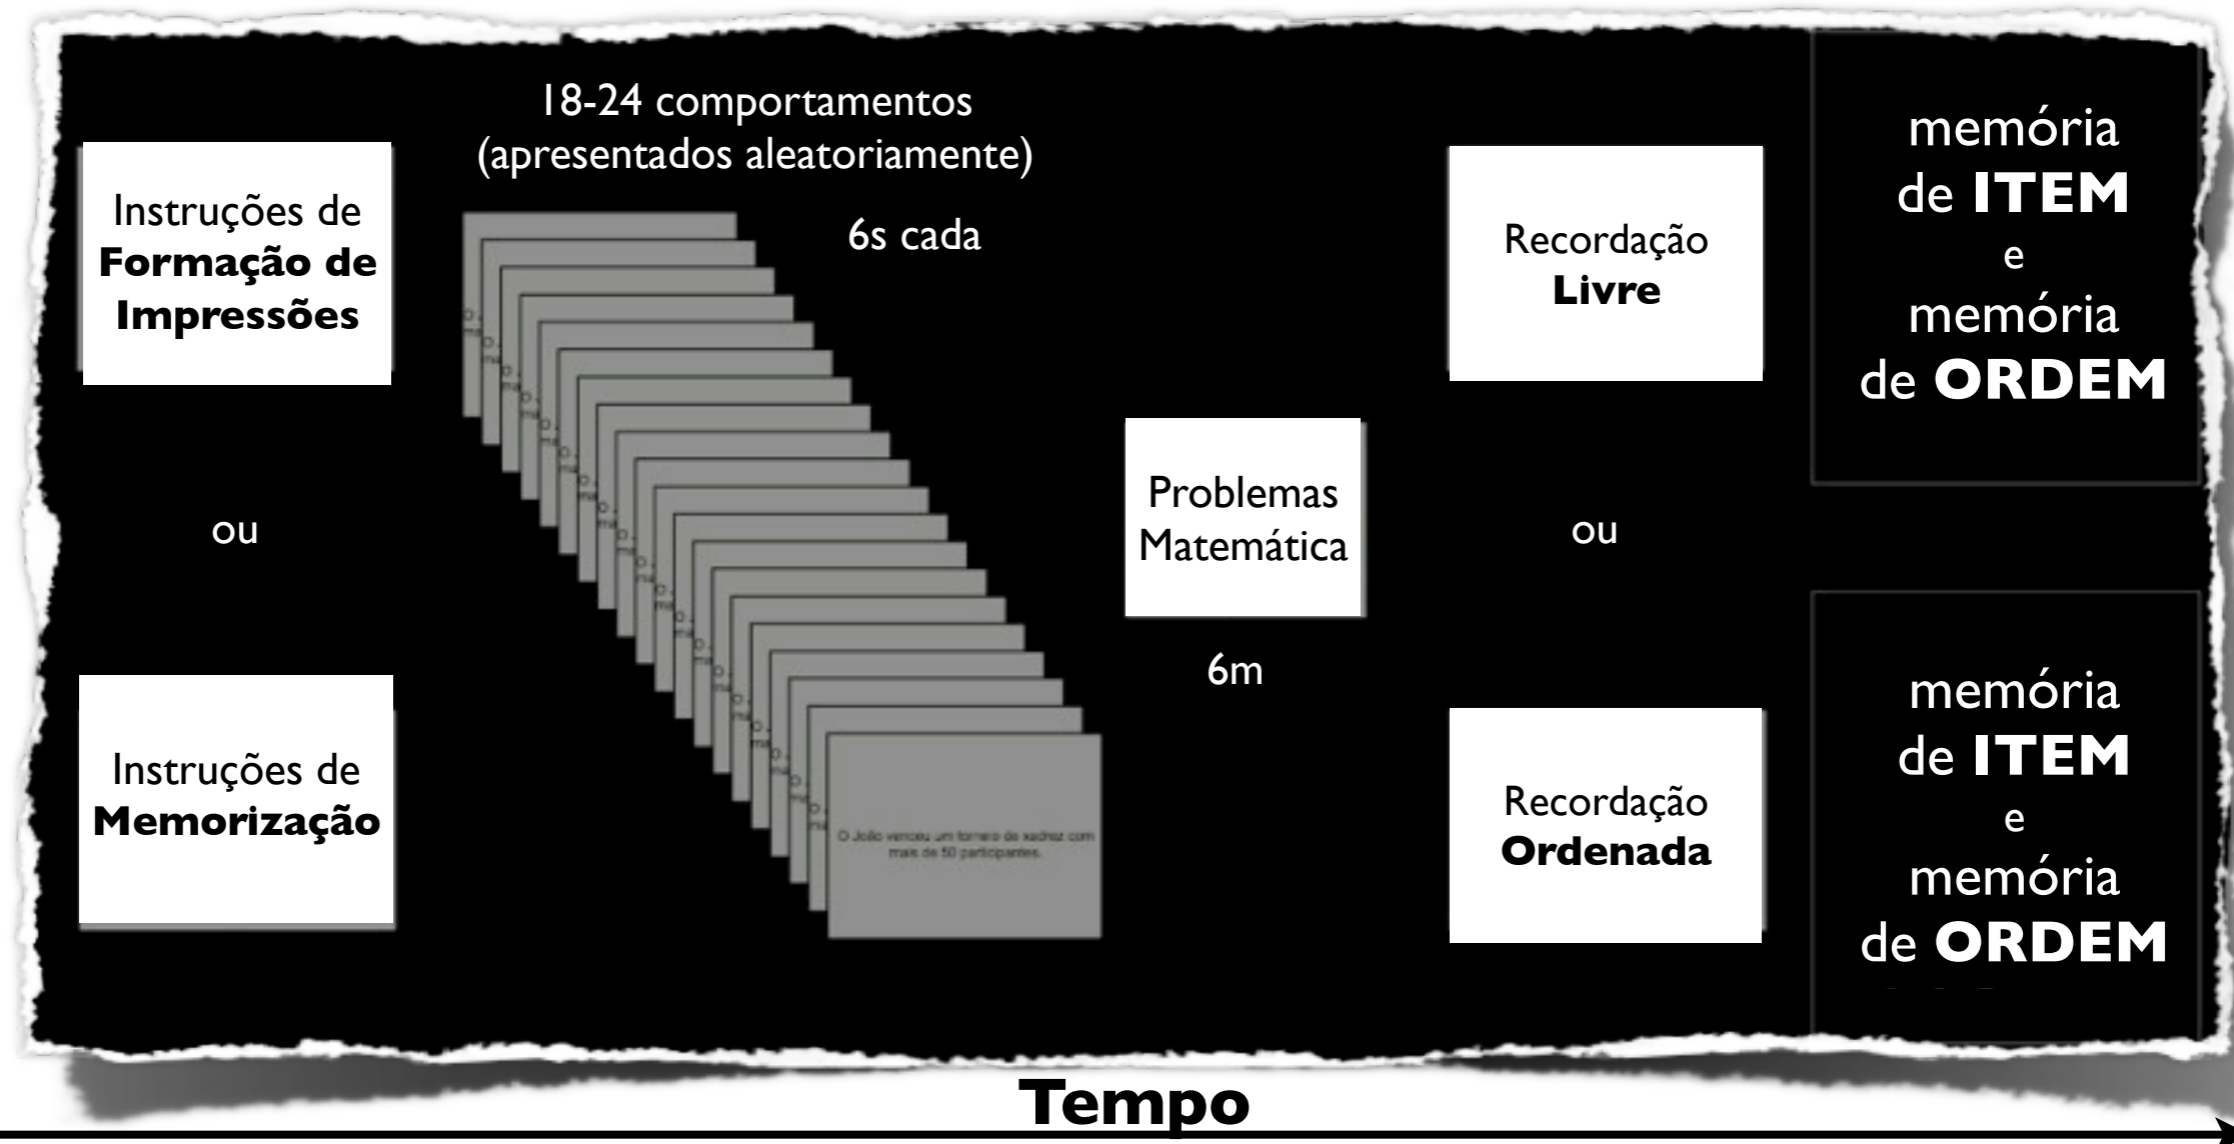 Instruções de
Formação de
Impressões
ou
Instruções de
Memorização
18-24 comportamentos
(apresentados aleatoriamente)
6s cada
O João venceu um torneio de xadrez com
mais de 50 participantes.
Problemas
Matemática
6m
Recordação
Livre
ou
Recordação
Ordenada
memória
de ITEM
e
memória
de ORDEM
memória
de ITEM
e
memória
de ORDEM
Tempo